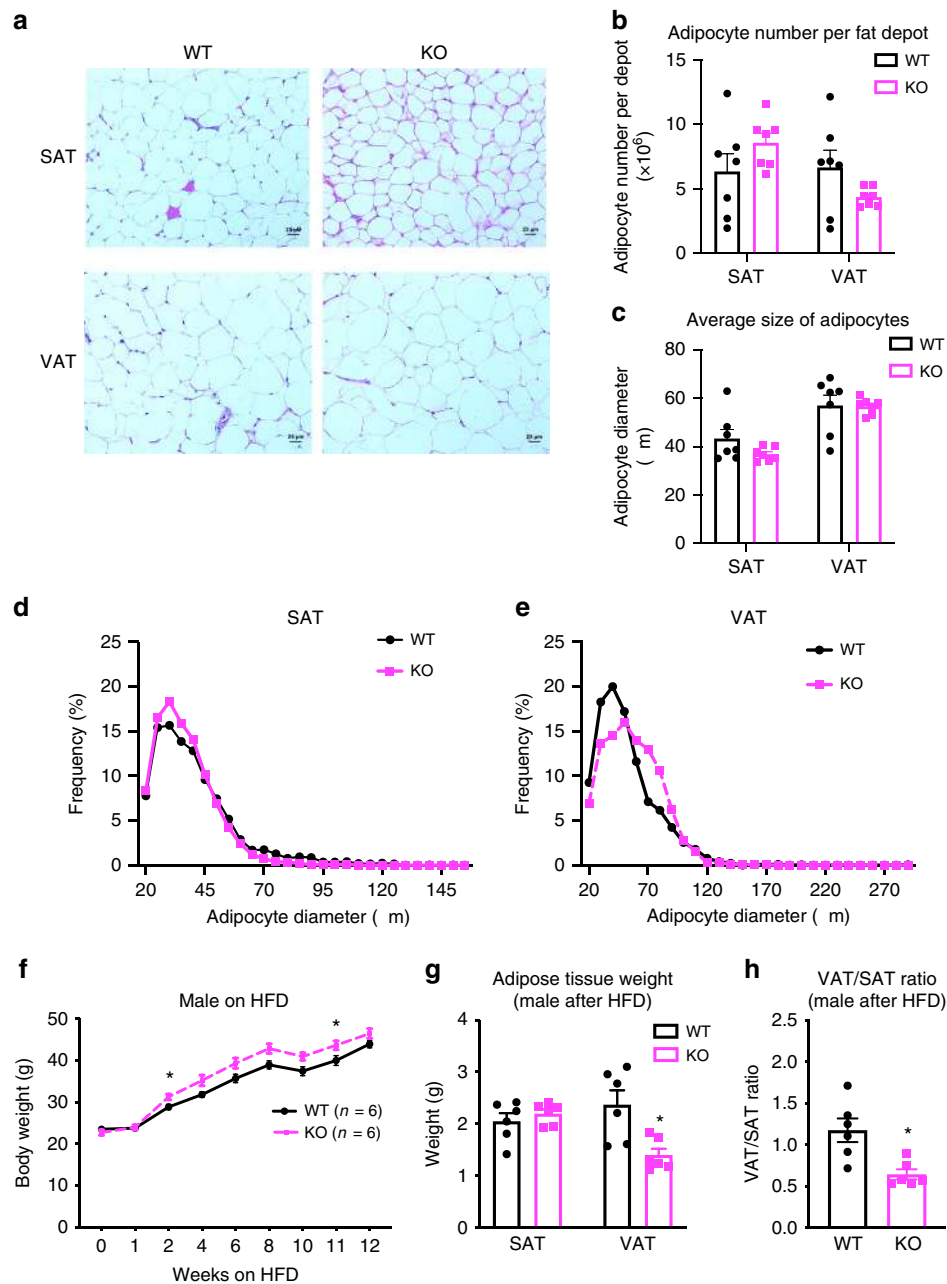 a
WT
KO
SAT
VAT
25 µm
25 µm
25 µm
b
Adipocyte number per fat depot
Adipocyte number per depot
(×10⁶)
15
10
5
0
SAT
VAT
WT
KO
c
Average size of adipocytes
Adipocyte diameter
( m)
80
60
40
20
0
SAT
VAT
WT
KO
d
SAT
Frequency (%)
25
20
15
10
5
0
20
45
70
95
120
145
Adipocyte diameter ( m)
WT
KO
e
VAT
Frequency (%)
25
20
15
10
5
0
20
70
120
170
220
270
Adipocyte diameter ( m)
WT
KO
f
Male on HFD
Body weight (g)
50
40
30
20
10
0
*
*
WT (n = 6)
KO (n = 6)
0
1
2
4
6
8
10
11
12
Weeks on HFD
g
Adipose tissue weight
(male after HFD)
Weight (g)
4
3
2
1
0
*
SAT
VAT
WT
KO
h
VAT/SAT ratio
(male after HFD)
VAT/SAT ratio
2.5
2.0
1.5
1.0
0.5
0.0
*
WT
KO